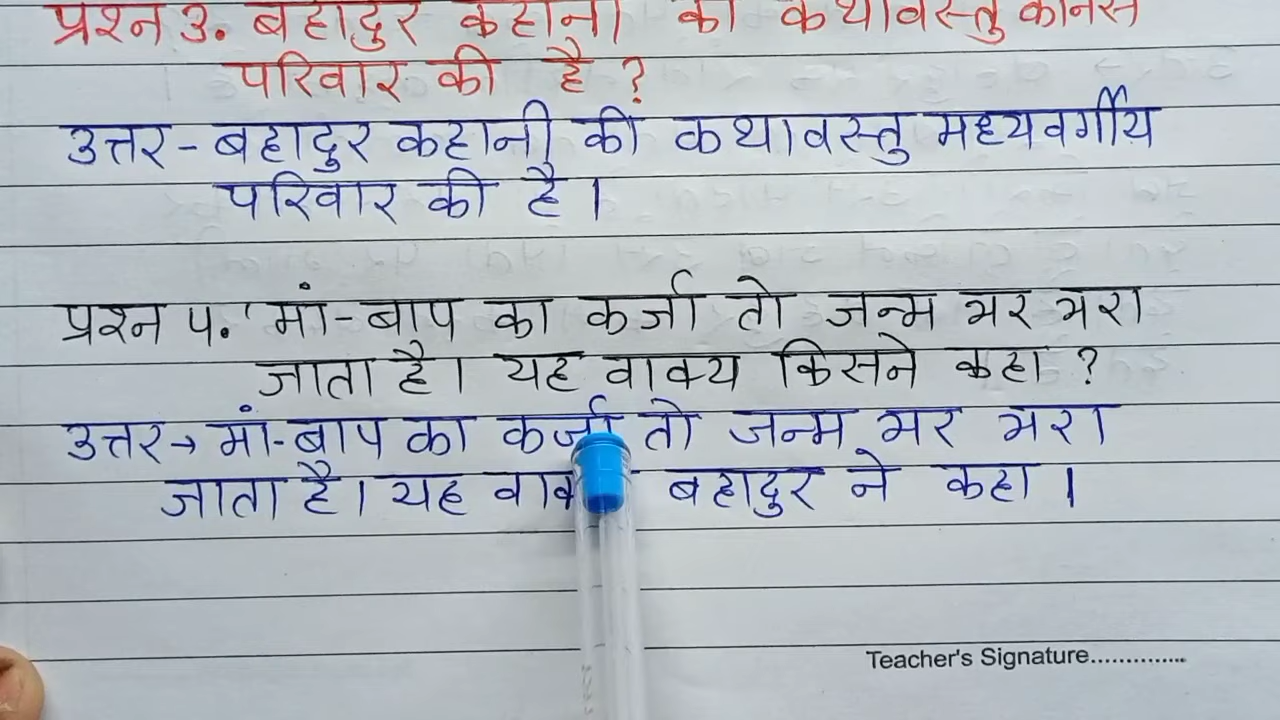 प्रश्न 3. बहादुर कहानी की कथावस्तु
परिवार की है ?
उत्तर - बहादुर कहानी की कथावस्तु मध्यवर्गीय
परिवार की है ।
प्रश्न 4. 'मां-बाप का कर्जा तो जन्म भर भरा
जाता है। यह वाक्य किसने कहा ?
उत्तर → मां-बाप का कर्जा तो जन्म भर भरा
जाता है। यह बहादुर ने कहा ।
Teacher's Signature..............